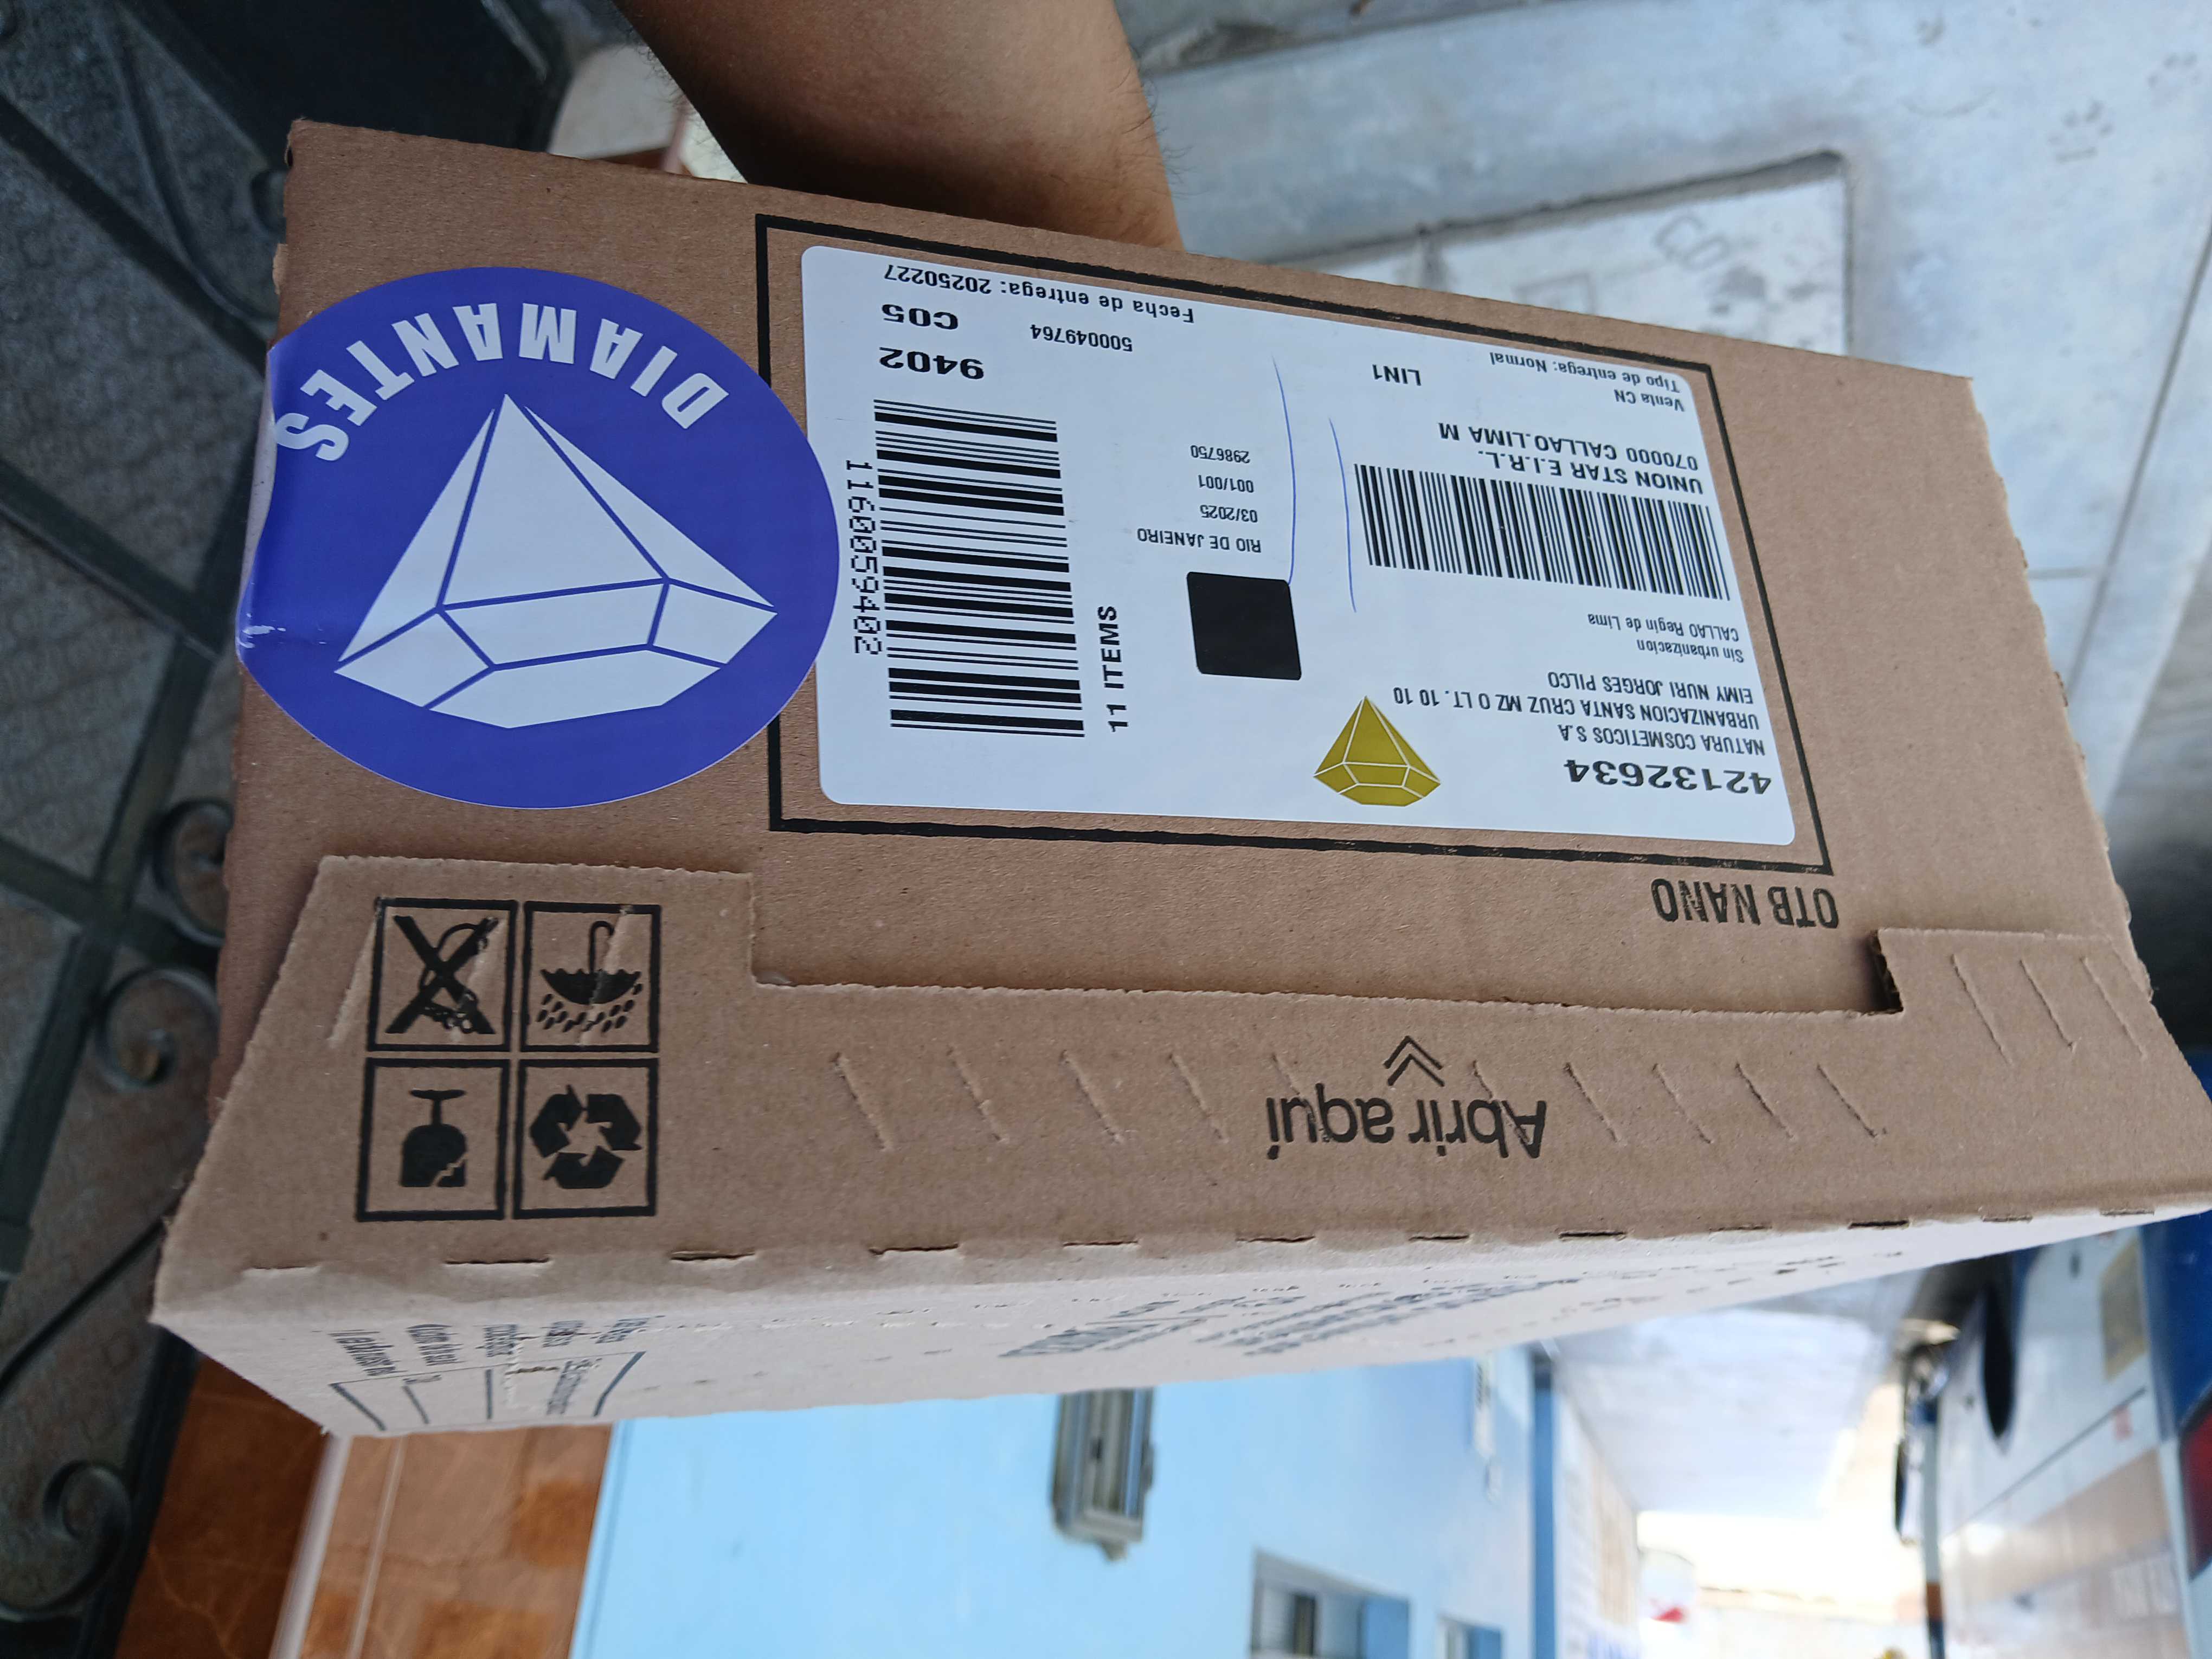 OTB NANO
42132634
NATURA COSMETICOS S.A
URBANIZACION SANTA CRUZ MZ O LT. 10 10
EIMY NURI JORGES PILCO
Sin urbanizacion
CALLAO Regin de Lima
UNION STAR E.I.R.L.
070000 CALLAO.LIMA M
Venta CN
Tipo de entrega: Normal
LIN1
RIO DE JANEIRO
03/2025
001/001
2986750
11 ITEMS
1160059402
9402
C05
500049764
Fecha de entrega: 20250227
DIAMANTES
Abrir aquí